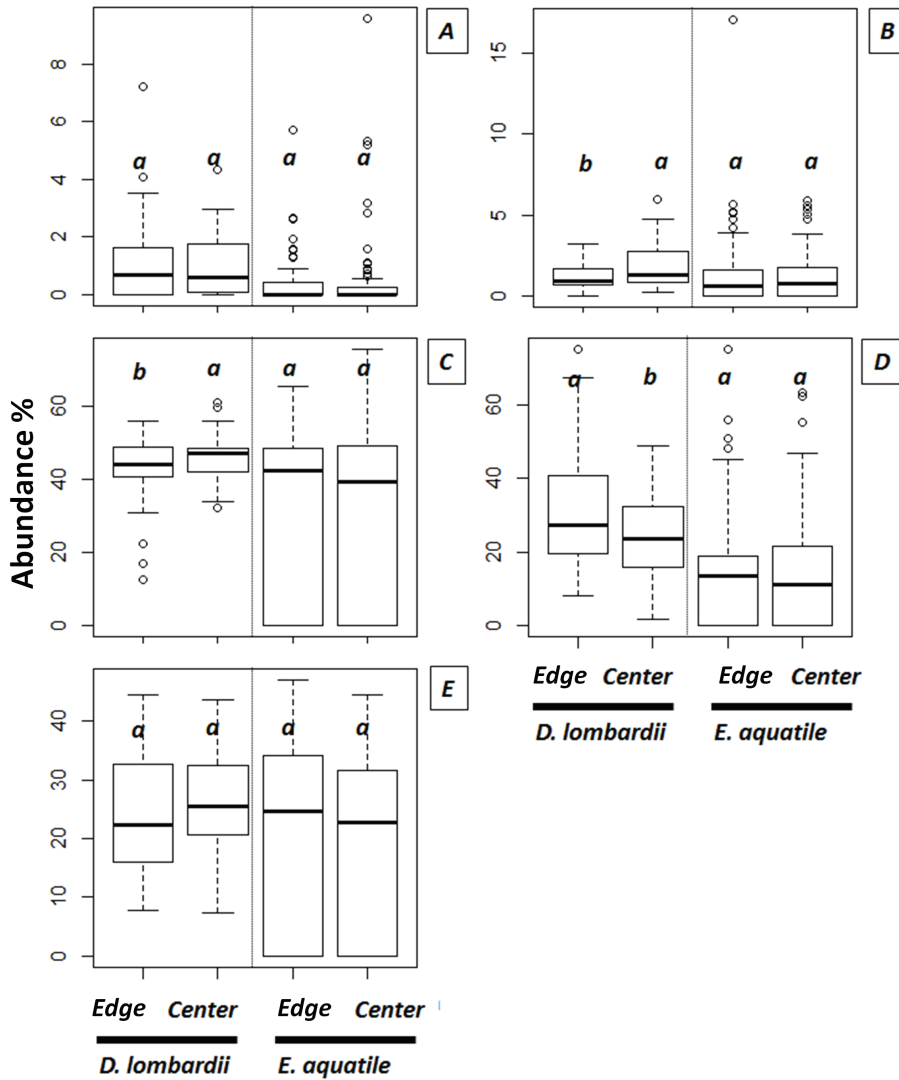 A
8
6
4
2
0
a a a a
B
15
10
5
0
b a a a
Abundance %
C
60
40
20
0
b a a a
D
60
40
20
0
a b a a
Edge Center Edge Center
D. lombardii E. aquatile
E
40
30
20
10
0
a a a a
Edge Center Edge Center
D. lombardii E. aquatile